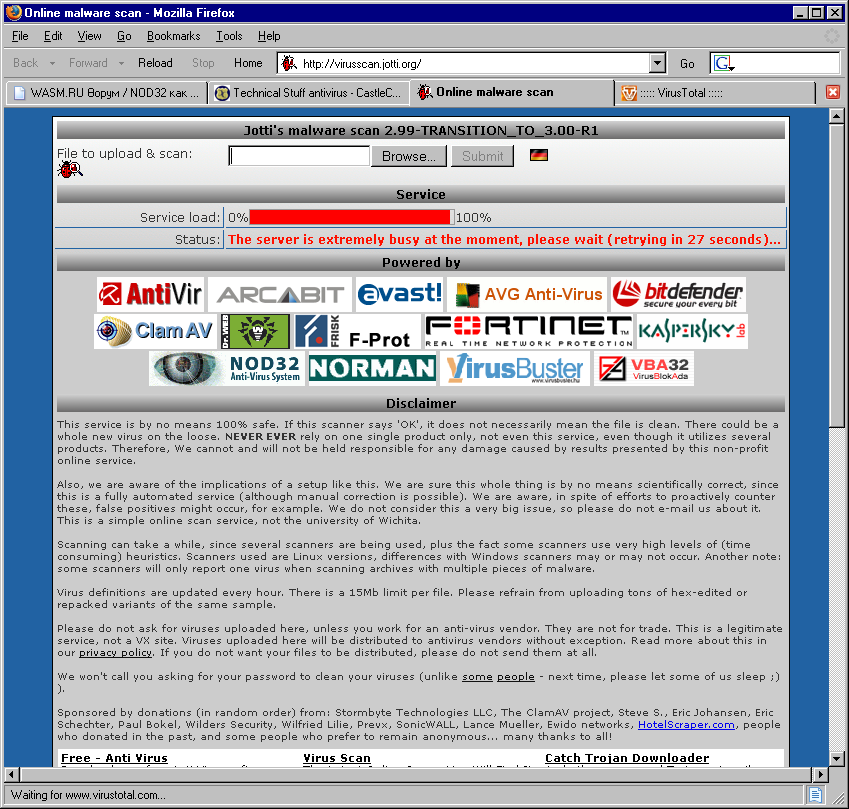 Online malware scan - Mozilla Firefox
File Edit View Go Bookmarks Tools Help
Back Forward Reload Stop Home http://virusscan.jotti.org/ Go G
WASM.RU Форум / NOD32 как ... Technical Stuff antivirus - CastleC... Online malware scan ::::: VirusTotal :::::
Jotti's malware scan 2.99-TRANSITION_TO_3.00-R1
File to upload & scan: Browse... Submit
Service
Service load: 0% 100%
Status: The server is extremely busy at the moment, please wait (retrying in 27 seconds)...
Powered by
AntiVir ARCABIT avast! AVG Anti-Virus bitdefender
secure your every bit
ClamAV Dr.WEB FRISK F-Prot FORTINET KASPERSKY lab
REAL TIME NETWORK PROTECTION
NOD32 NORMAN VirusBuster VBA32
Anti-Virus System www.virusbuster.hu VirusBlokAda
Disclaimer
This service is by no means 100% safe. If this scanner says 'OK', it does not necessarily mean the file is clean. There could be a
whole new virus on the loose. NEVER EVER rely on one single product only, not even this service, even though it utilizes several
products. Therefore, We cannot and will not be held responsible for any damage caused by results presented by this non-profit
online service.
Also, we are aware of the implications of a setup like this. We are sure this whole thing is by no means scientifically correct, since
this is a fully automated service (although manual correction is possible). We are aware, in spite of efforts to proactively counter
these, false positives might occur, for example. We do not consider this a very big issue, so please do not e-mail us about it.
This is a simple online scan service, not the university of Wichita.
Scanning can take a while, since several scanners are being used, plus the fact some scanners use very high levels of (time
consuming) heuristics. Scanners used are Linux versions, differences with Windows scanners may or may not occur. Another note:
some scanners will only report one virus when scanning archives with multiple pieces of malware.
Virus definitions are updated every hour. There is a 15Mb limit per file. Please refrain from uploading tons of hex-edited or
repacked variants of the same sample.
Please do not ask for viruses uploaded here, unless you work for an anti-virus vendor. They are not for trade. This is a legitimate
service, not a VX site. Viruses uploaded here will be distributed to antivirus vendors without exception. Read more about this in
our privacy policy. If you do not want your files to be distributed, please do not send them at all.
We won't call you asking for your password to clean your viruses (unlike some people - next time, please let some of us sleep ;)
).
Sponsored by donations (in random order) from: Stormbyte Technologies LLC, The ClamAV project, Steve S., Eric Johansen, Eric
Schechter, Paul Bokel, Wilders Security, Wilfried Lilie, Prevx, SonicWALL, Lance Mueller, Ewido networks, HotelScraper.com, people
who donated in the past, and some people who prefer to remain anonymous... many thanks to all!
Free - Anti Virus Virus Scan Catch Trojan Downloader
Waiting for www.virustotal.com...